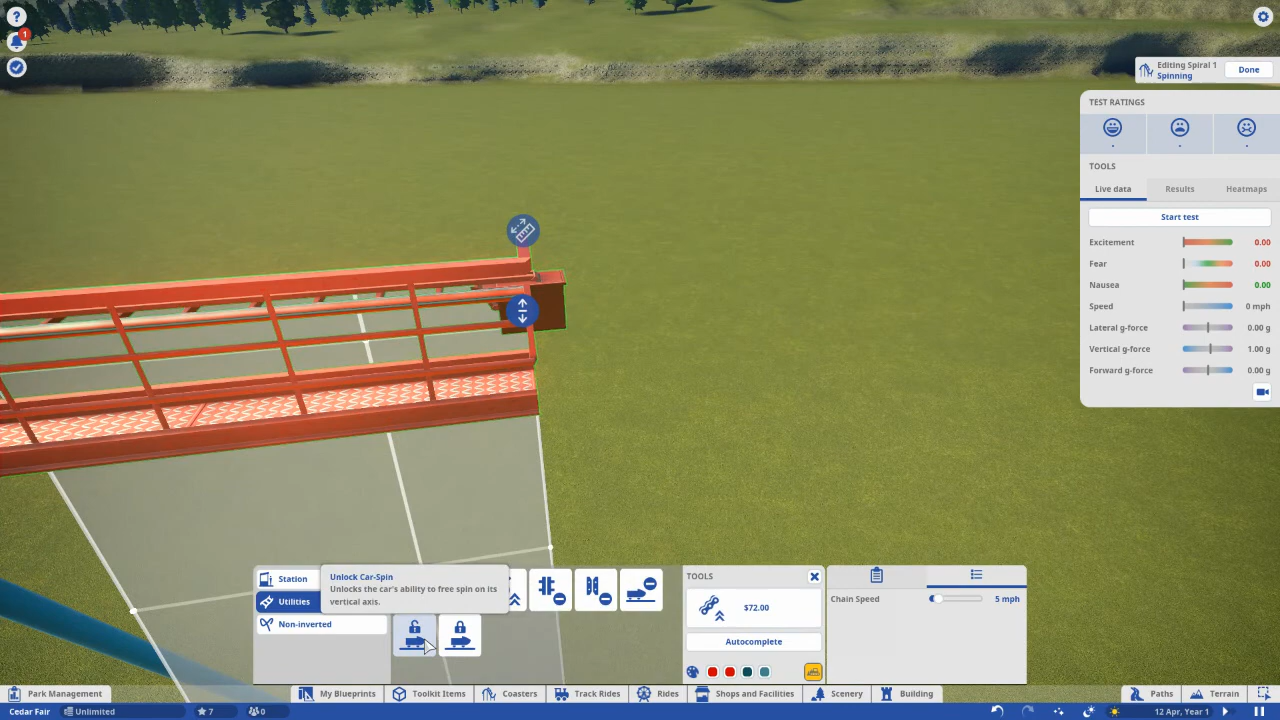 ?
1
Editing Spiral 1
Spinning
Done
TEST RATINGS
-
-
-
TOOLS
Live data
Results
Heatmaps
Start test
Excitement
0.00
Fear
0.00
Nausea
0.00
Speed
0 mph
Lateral g-force
0.00 g
Vertical g-force
1.00 g
Forward g-force
0.00 g
Station
Utilities
Non-inverted
Unlock Car-Spin
Unlocks the car's ability to free spin on its
vertical axis.
TOOLS
$72.00
Autocomplete
Chain Speed
5 mph
Park Management
My Blueprints
Toolkit Items
Coasters
Track Rides
Rides
Shops and Facilities
Scenery
Building
Paths
Terrain
Cedar Fair
Unlimited
7
0
12 Apr, Year 1